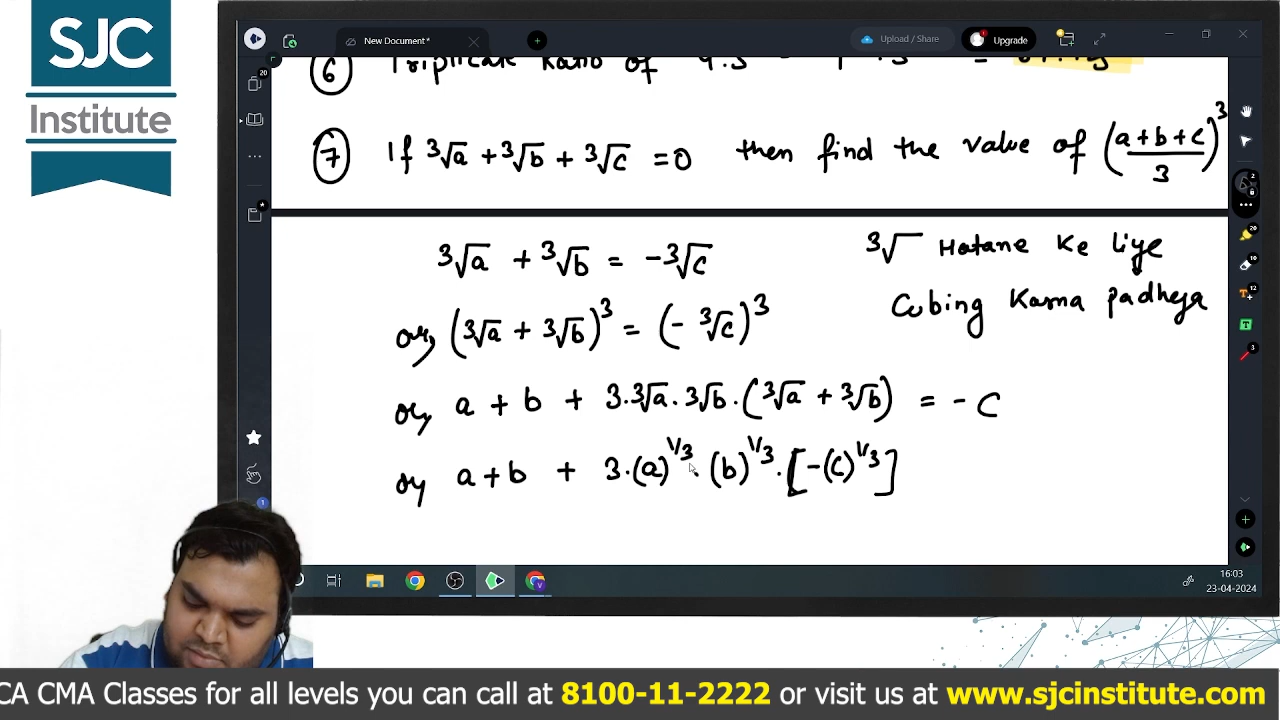 SJC
Institute
New Document*
Upload / Share
Upgrade
⑥ Triplicate Ratio of
⑦ If ³√a + ³√b + ³√c = 0 then find the value of ((a+b+c)/3)³
³√a + ³√b = -³√c
³√ Hatane Ke liye
Cubing Karna padhega
or, (³√a + ³√b)³ = (- ³√c)³
or, a + b + 3·³√a·³√b·(³√a + ³√b) = - c
or a+b + 3·(a)^1/3·(b)^1/3·[-(c)^1/3]
16:03
23-04-2024
CA CMA Classes for all levels you can call at 8100-11-2222 or visit us at www.sjcinstitute.com